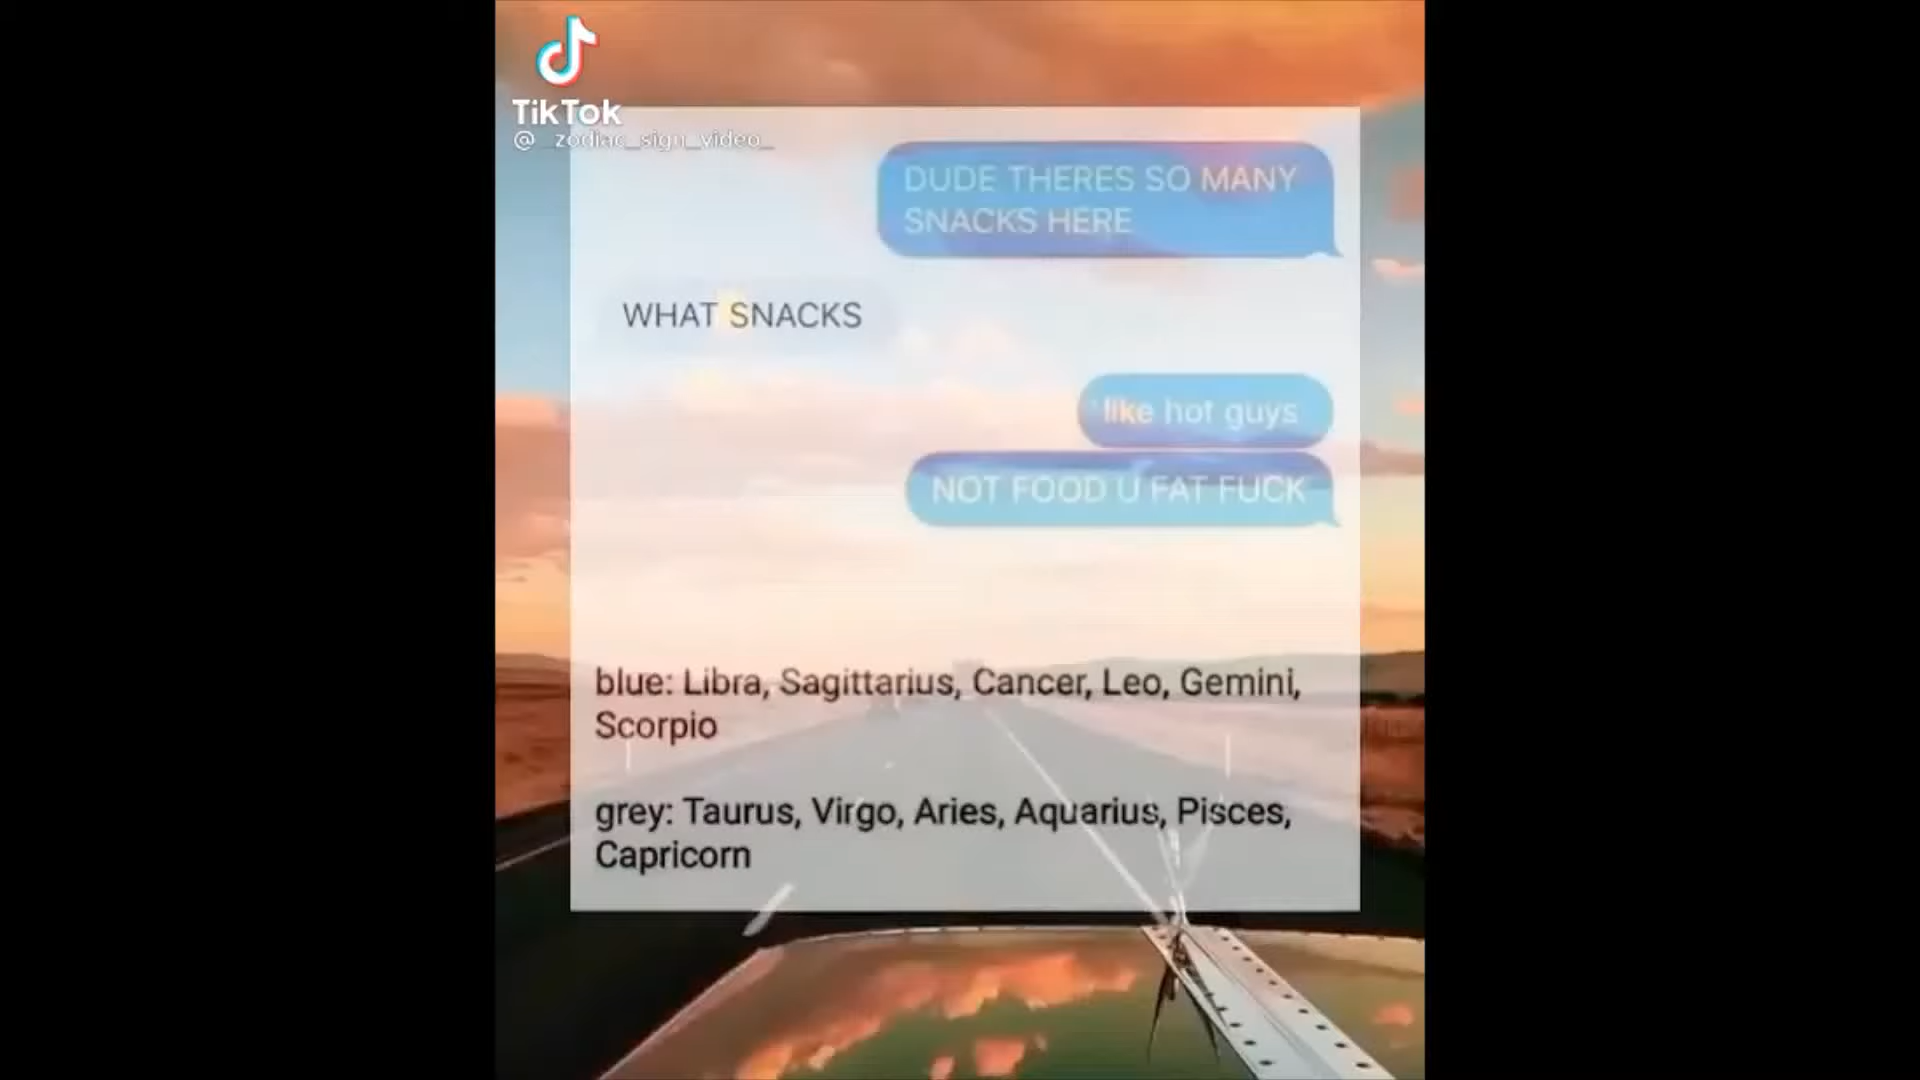 TikTok
@_zodiac_sign_video_
DUDE THERES SO MANY
SNACKS HERE
WHAT SNACKS
like hot guys
NOT FOOD U FAT FUCK
blue: Libra, Sagittarius, Cancer, Leo, Gemini,
Scorpio
grey: Taurus, Virgo, Aries, Aquarius, Pisces,
Capricorn